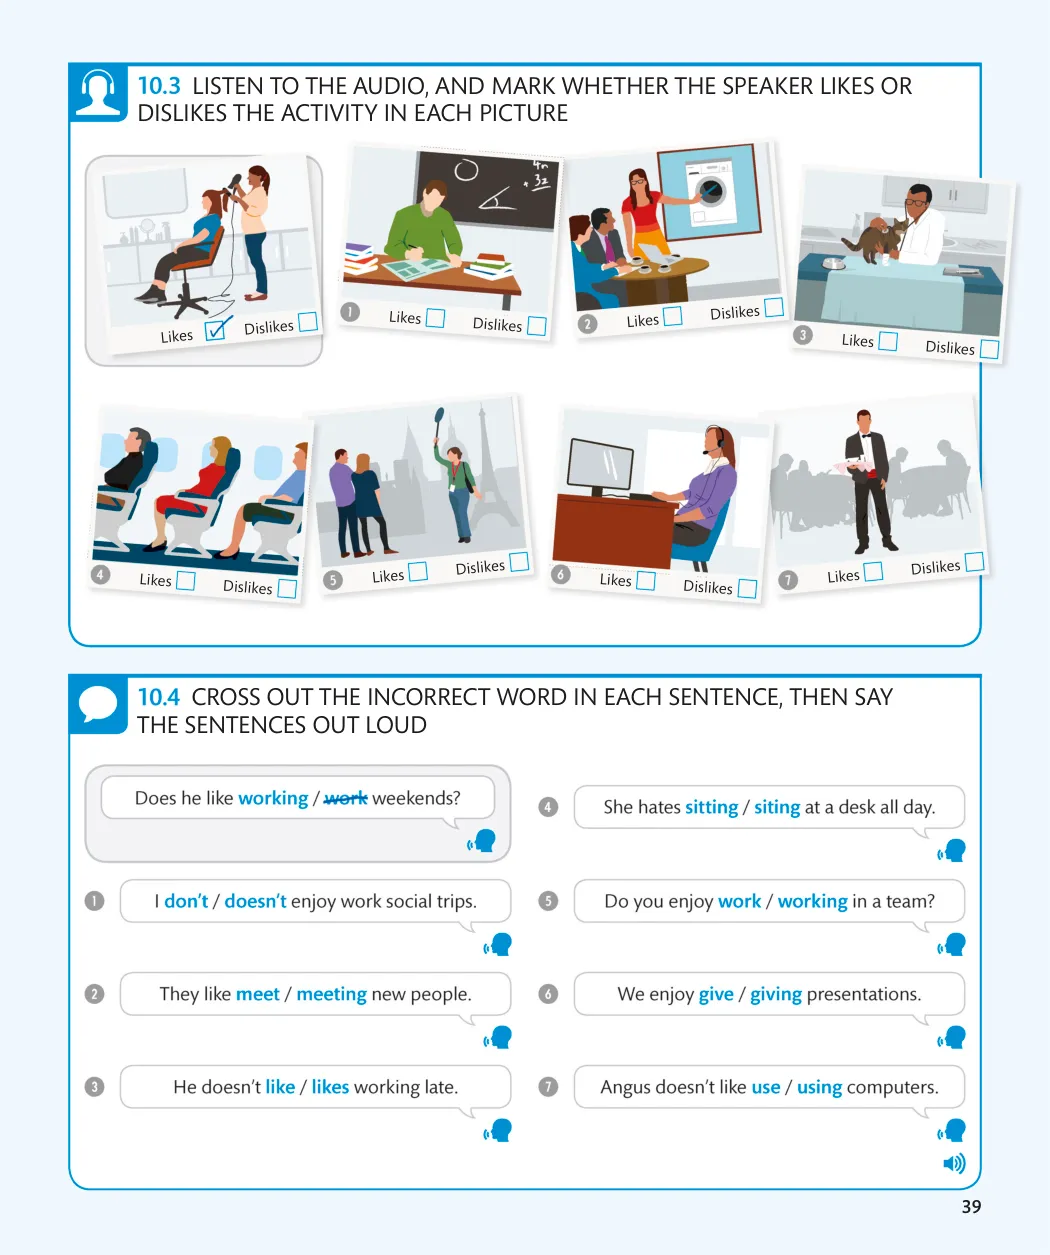 10.3 LISTEN TO THE AUDIO, AND MARK WHETHER THE SPEAKER LIKES OR
DISLIKES THE ACTIVITY IN EACH PICTURE
Likes Dislikes
1 Likes Dislikes
2 Likes Dislikes
3 Likes Dislikes
4 Likes Dislikes
5 Likes Dislikes
6 Likes Dislikes
7 Likes Dislikes
10.4 CROSS OUT THE INCORRECT WORD IN EACH SENTENCE, THEN SAY
THE SENTENCES OUT LOUD
Does he like working / work weekends?
1 I don't / doesn't enjoy work social trips.
2 They like meet / meeting new people.
3 He doesn't like / likes working late.
4 She hates sitting / siting at a desk all day.
5 Do you enjoy work / working in a team?
6 We enjoy give / giving presentations.
7 Angus doesn't like use / using computers.
39